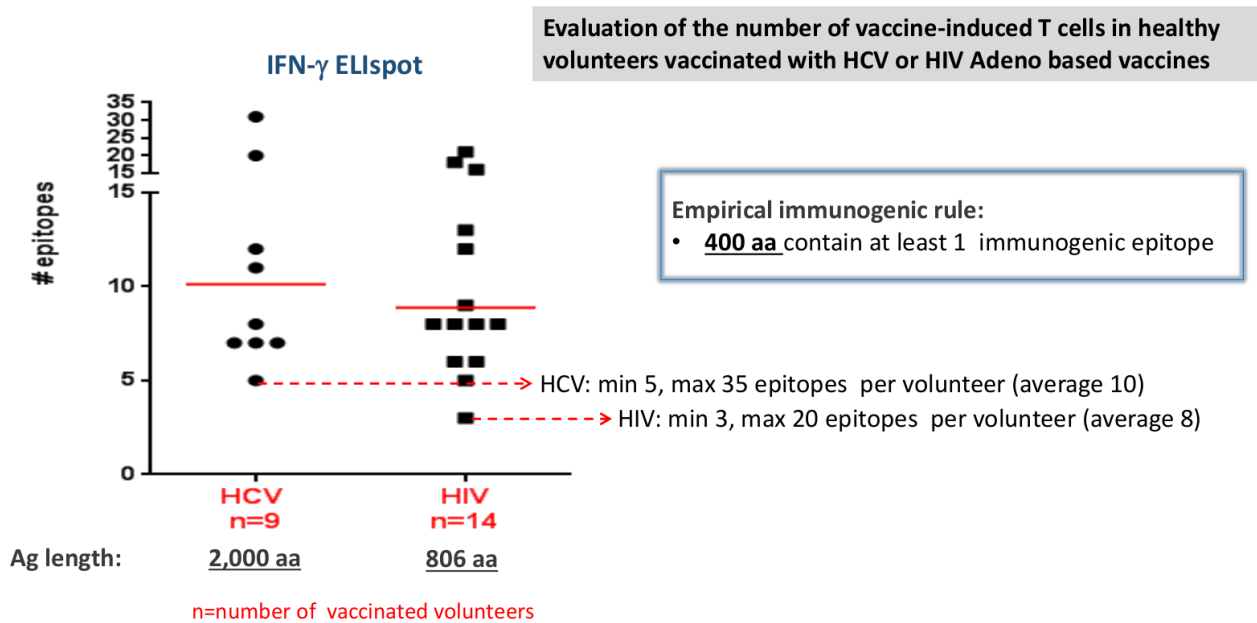 Evaluation of the number of vaccine-induced T cells in healthy
volunteers vaccinated with HCV or HIV Adeno based vaccines
IFN-γ ELIspot
# epitopes
35
30
25
20
15
15
10
5
0
Empirical immunogenic rule:
• 400 aa contain at least 1 immunogenic epitope
HCV: min 5, max 35 epitopes per volunteer (average 10)
HIV: min 3, max 20 epitopes per volunteer (average 8)
HCV HIV
n=9 n=14
Ag length: 2,000 aa 806 aa
n=number of vaccinated volunteers